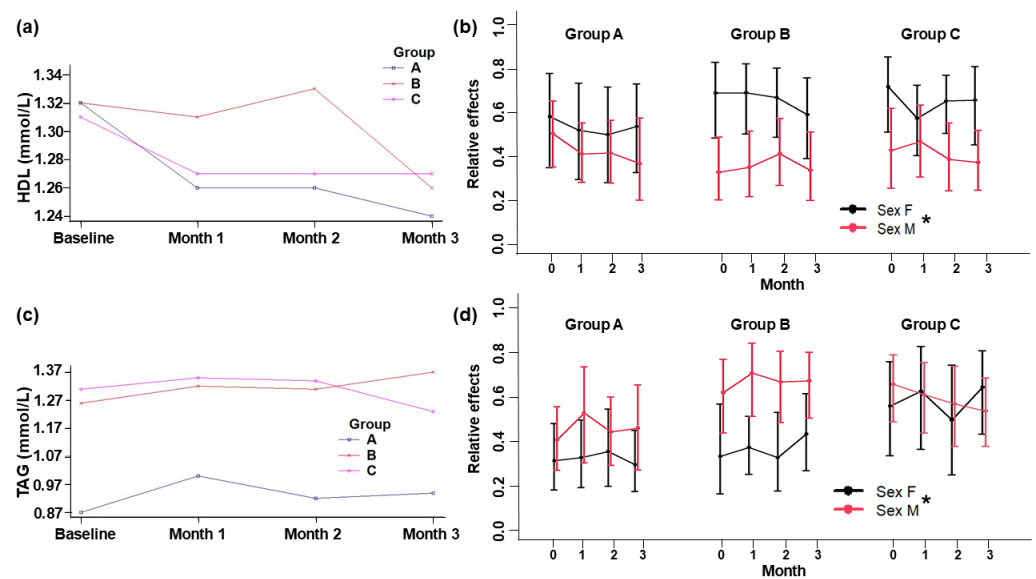 (a)
Group
A
B
C
HDL (mmol/L)
1.34
1.32
1.30
1.28
1.26
1.24
Baseline Month 1 Month 2 Month 3
(b)
Group A Group B Group C
Relative effects
1.0
0.8
0.6
0.4
0.2
0.0
Sex F
Sex M *
0 1 2 3 0 1 2 3 0 1 2 3
Month
(c)
TAG (mmol/L)
1.37
1.27
1.17
1.07
0.97
0.87
Group
A
B
C
Baseline Month 1 Month 2 Month 3
(d)
Group A Group B Group C
Relative effects
1.0
0.8
0.6
0.4
0.2
0.0
Sex F
Sex M *
0 1 2 3 0 1 2 3 0 1 2 3
Month